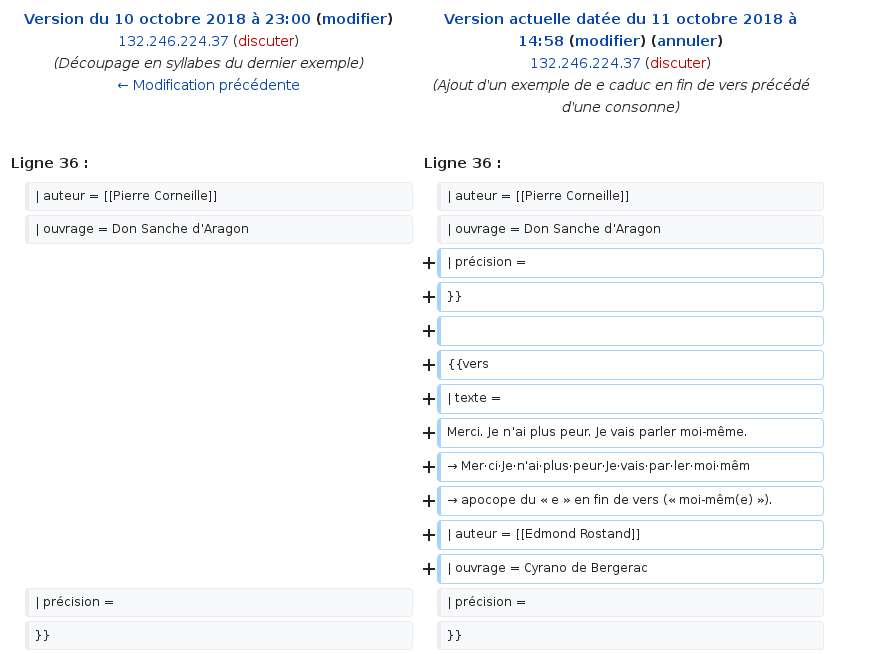 Version du 10 octobre 2018 à 23:00 (modifier)
132.246.224.37 (discuter)
(Découpage en syllabes du dernier exemple)
← Modification précédente
Version actuelle datée du 11 octobre 2018 à
14:58 (modifier) (annuler)
132.246.224.37 (discuter)
(Ajout d'un exemple de e caduc en fin de vers précédé
d'une consonne)
Ligne 36 :
Ligne 36 :
| auteur = [[Pierre Corneille]]
| auteur = [[Pierre Corneille]]
| ouvrage = Don Sanche d'Aragon
| ouvrage = Don Sanche d'Aragon
+ | précision =
+ }}
+
+ {{vers
+ | texte =
+ Merci. Je n'ai plus peur. Je vais parler moi-même.
+ → Mer·ci·Je·n'ai·plus·peur·Je·vais·par·ler·moi·mêm
+ → apocope du « e » en fin de vers (« moi-mêm(e) »).
+ | auteur = [[Edmond Rostand]]
+ | ouvrage = Cyrano de Bergerac
| précision =
| précision =
}}
}}